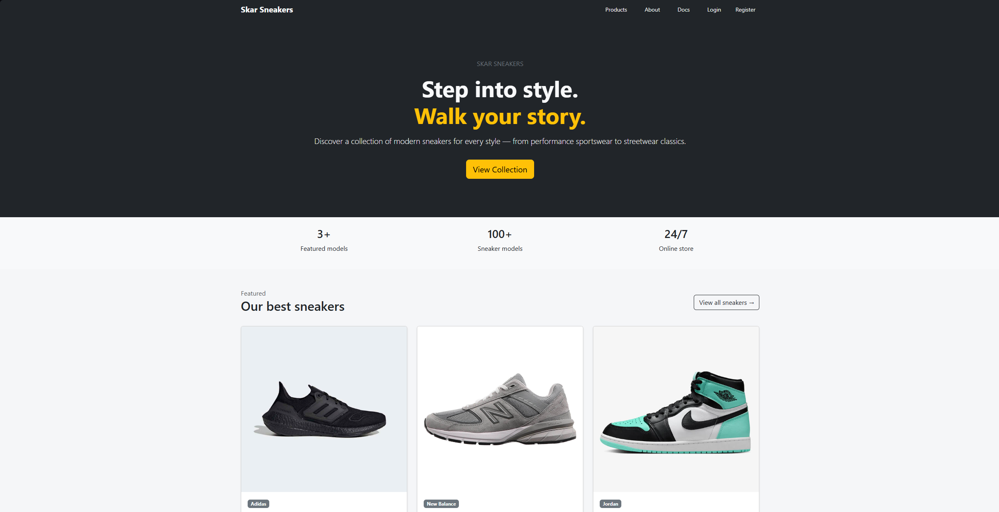 Skar Sneakers
Products About Docs Login Register
SKAR SNEAKERS
Step into style.
Walk your story.
Discover a collection of modern sneakers for every style — from performance sportswear to streetwear classics.
View Collection
3+
Featured models
100+
Sneaker models
24/7
Online store
Featured
Our best sneakers
View all sneakers →
N
Adidas
New Balance
Jordan